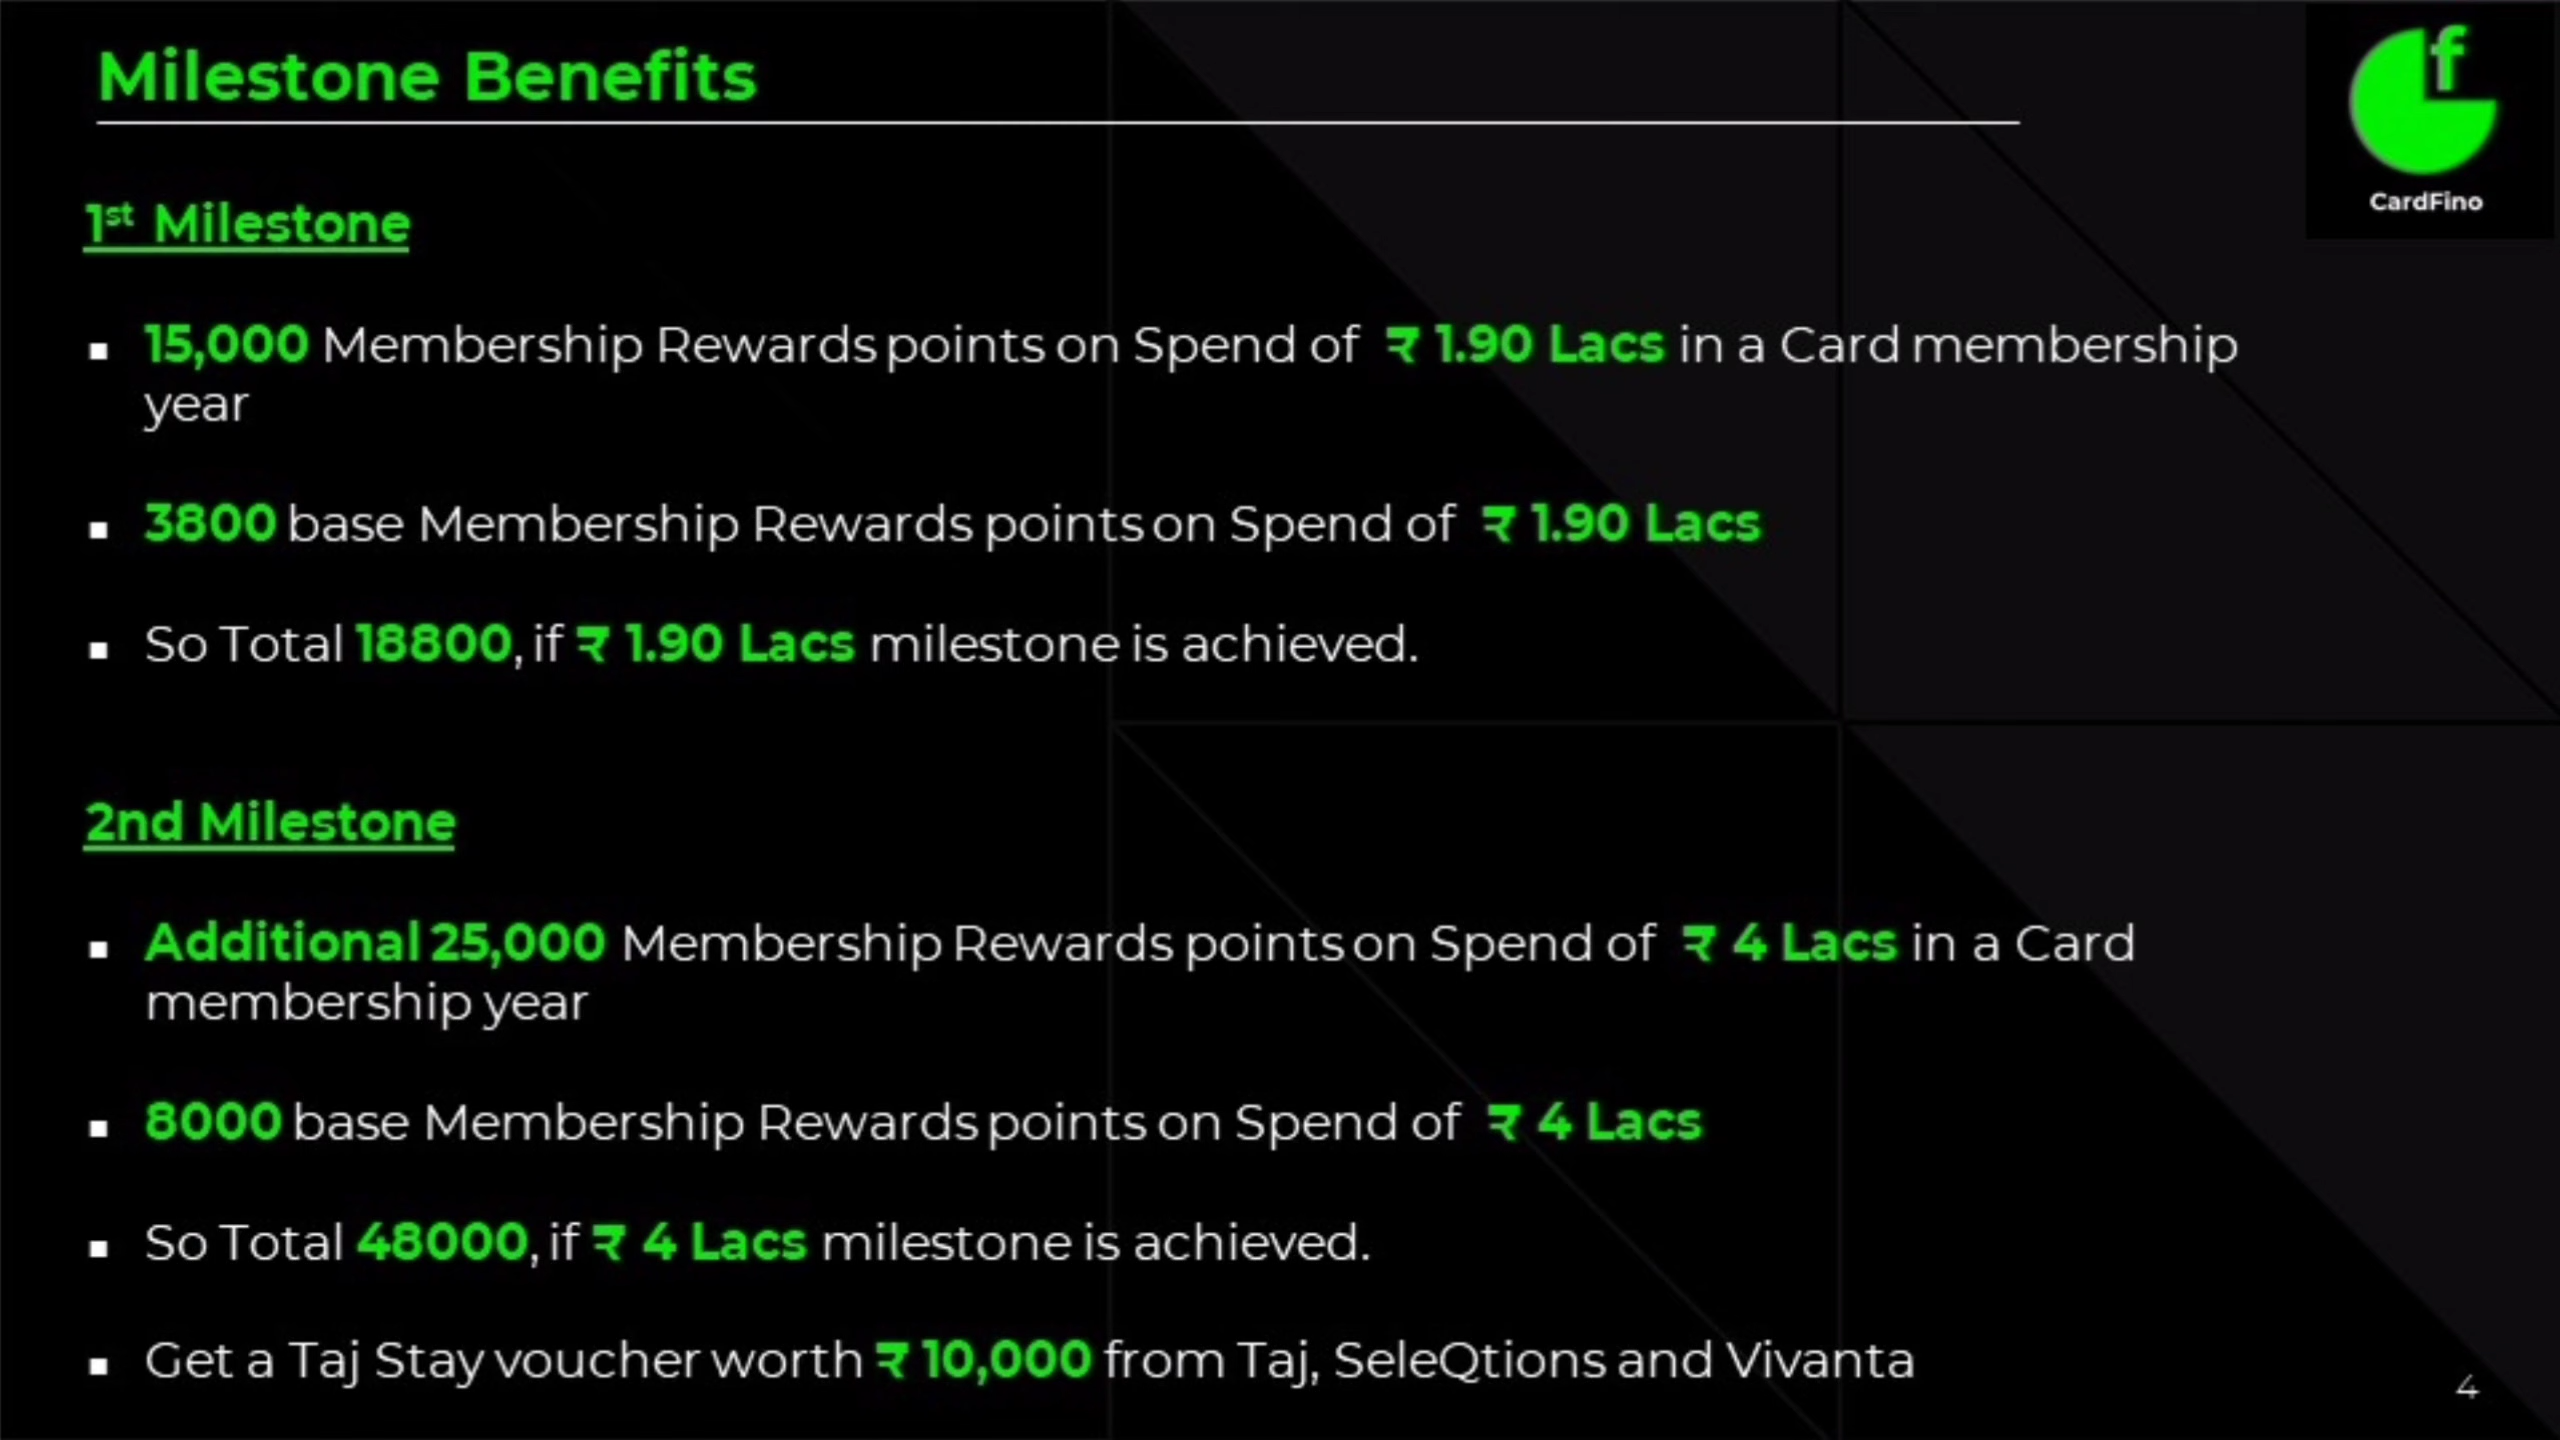 Milestone Benefits
f
CardFino
1st Milestone
▪ 15,000 Membership Rewards points on Spend of ₹ 1.90 Lacs in a Card membership
year
▪ 3800 base Membership Rewards points on Spend of ₹ 1.90 Lacs
▪ So Total 18800, if ₹ 1.90 Lacs milestone is achieved.
2nd Milestone
▪ Additional 25,000 Membership Rewards points on Spend of ₹ 4 Lacs in a Card
membership year
▪ 8000 base Membership Rewards points on Spend of ₹ 4 Lacs
▪ So Total 48000, if ₹ 4 Lacs milestone is achieved.
▪ Get a Taj Stay voucher worth ₹ 10,000 from Taj, SeleQtions and Vivanta
4